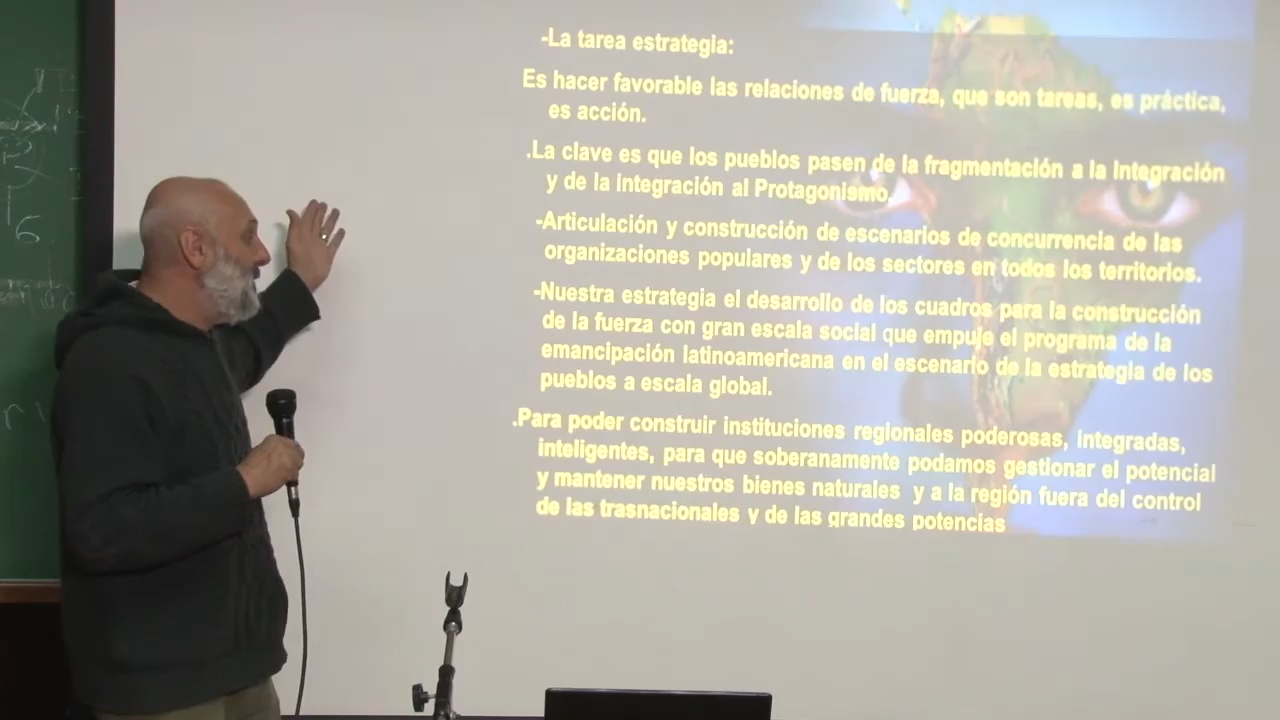 -La tarea estrategia:
Es hacer favorable las relaciones de fuerza, que son tareas, es práctica,
es acción.
.La clave es que los pueblos pasen de la fragmentación a la Integración
y de la Integración al Protagonismo.
-Articulación y construcción de escenarios de concurrencia de las
organizaciones populares y de los sectores en todos los territorios.
-Nuestra estrategia el desarrollo de los cuadros para la construcción
de la fuerza con gran escala social que empuje el programa de la
emancipación latinoamericana en el escenario de la estrategia de los
pueblos a escala global.
.Para poder construir instituciones regionales poderosas, integradas,
inteligentes, para que soberanamente podamos gestionar el potencial
y mantener nuestros bienes naturales y a la región fuera del control
de las trasnacionales y de las grandes potencias